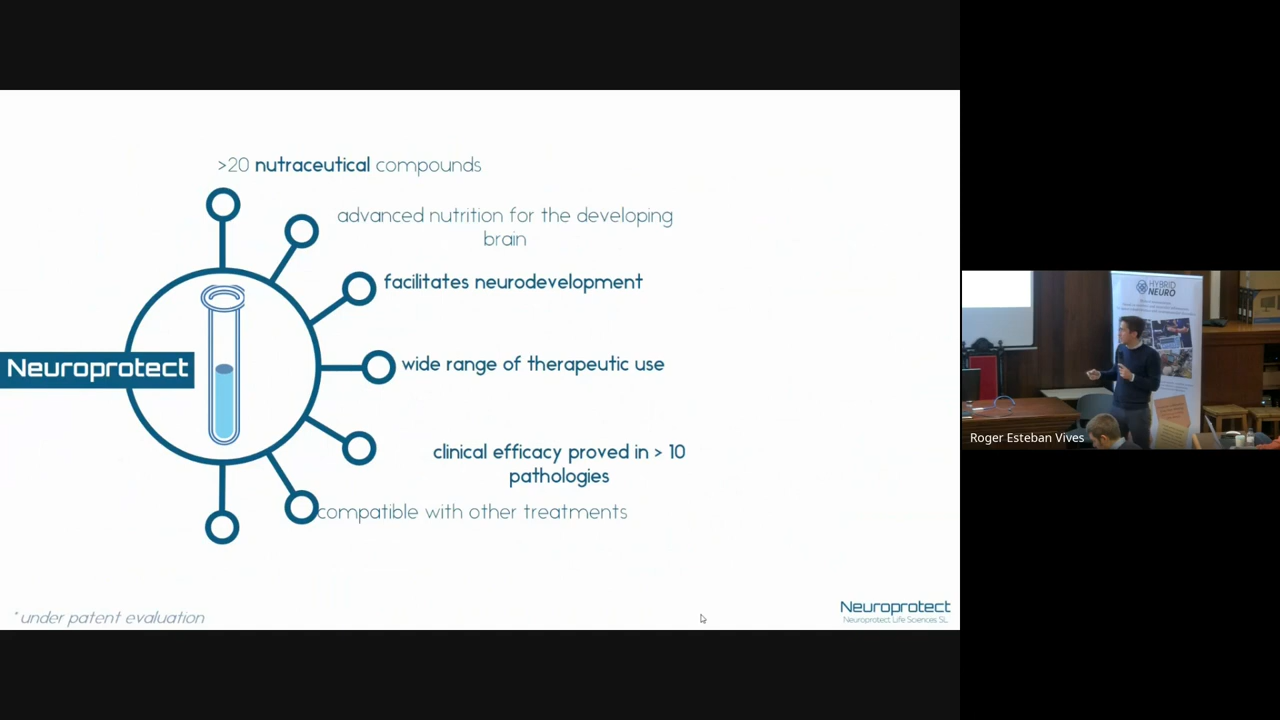 >20 nutraceutical compounds
advanced nutrition for the developing
brain
facilitates neurodevelopment
Neuroprotect
wide range of therapeutic use
clinical efficacy proved in > 10
pathologies
compatible with other treatments
* under patent evaluation
Neuroprotect
Neuroprotect Life Sciences SL
HYBRID
NEURO
Roger Esteban Vives